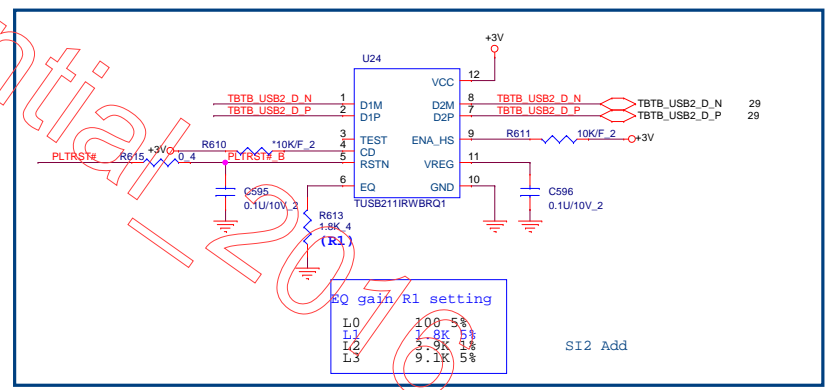 +3V
U24
VCC 12
TBTB_USB2_D_N 1 D1M D2M 8 TBTB_USB2_D_N TBTB_USB2_D_N 29
TBTB_USB2_D_P 2 D1P D2P 7 TBTB_USB2_D_P TBTB_USB2_D_P 29
3 TEST ENA_HS 9 R611 10K/F_2 +3V
+3V R610 *10K/F_2 4 CD
PLTRST# R615 0_4 PLTRST#_B 5 RSTN VREG 11
6 EQ GND 10
C595 0.1U/10V_2
TUSB211IRWBRQ1
C596 0.1U/10V_2
R613
1.8K_4
(R1)
EQ gain R1 setting
L0 100 5%
L1 1.8K 5%
L2 3.9K 1%
L3 9.1K 5%
SI2 Add
ntial_2016